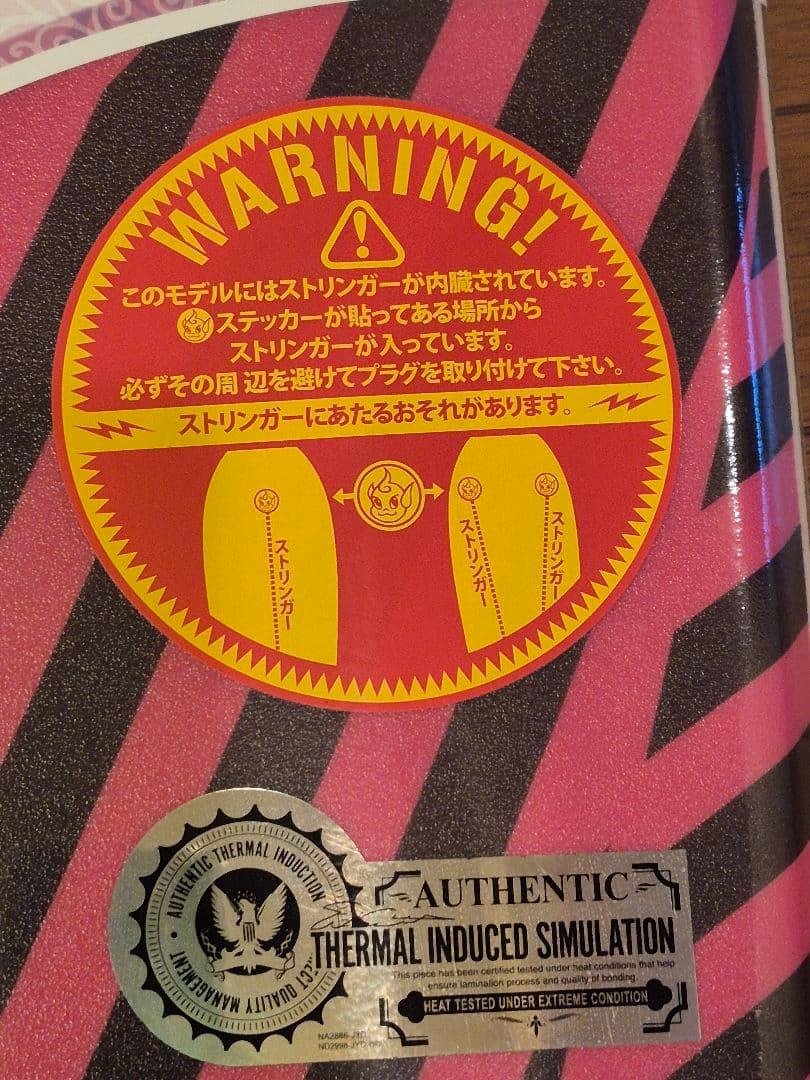 WARNING!
このモデルにはストリンガーが内臓されています。
ステッカーが貼ってある場所から
ストリンガーが入っています。
必ずその周辺を避けてプラグを取り付けて下さい。
ストリンガーにあたるおそれがあります。
ストリンガー
ストリンガー
ストリンガー
AUTHENTIC THERMAL INDUCTION
QUALITY MANAGEMENT
AUTHENTIC
THERMAL INDUCED SIMULATION
This piece has been certified tested under heat conditions that help
ensure lamination process and quality of bonding.
HEAT TESTED UNDER EXTREME CONDITION